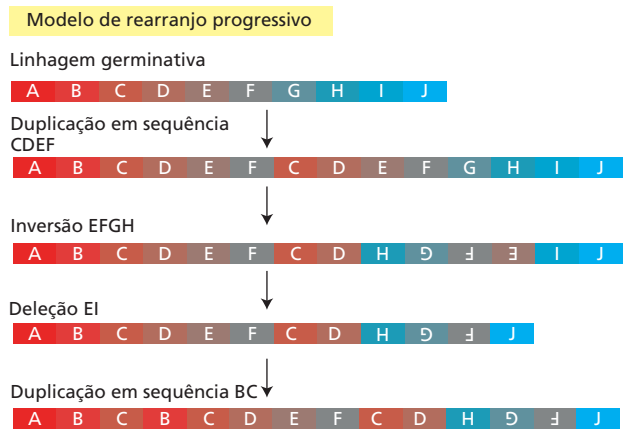 Modelo de rearranjo progressivo
Linhagem germinativa
A B C D E F G H I J
Duplicação em sequência
CDEF
A B C D E F C D E F G H I J
Inversão EFGH
A B C D E F C D H G F E I J
Deleção EI
A B C D E F C D H G F J
Duplicação em sequência BC
A B C B C D E F C D H G F J